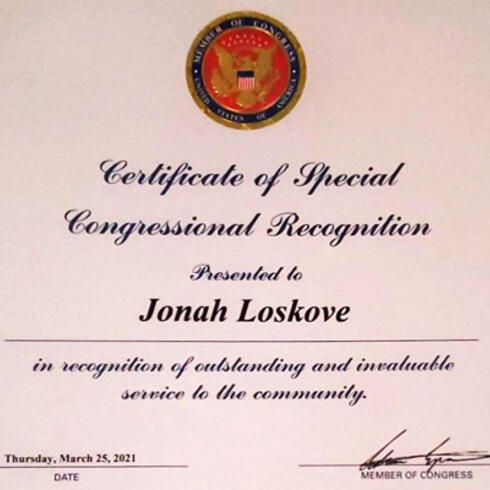 MEMBER OF CONGRESS
UNITED STATES OF AMERICA
Certificate of Special
Congressional Recognition
Presented to
Jonah Loskove
in recognition of outstanding and invaluable
service to the community.
Thursday, March 25, 2021
DATE
MEMBER OF CONGRESS